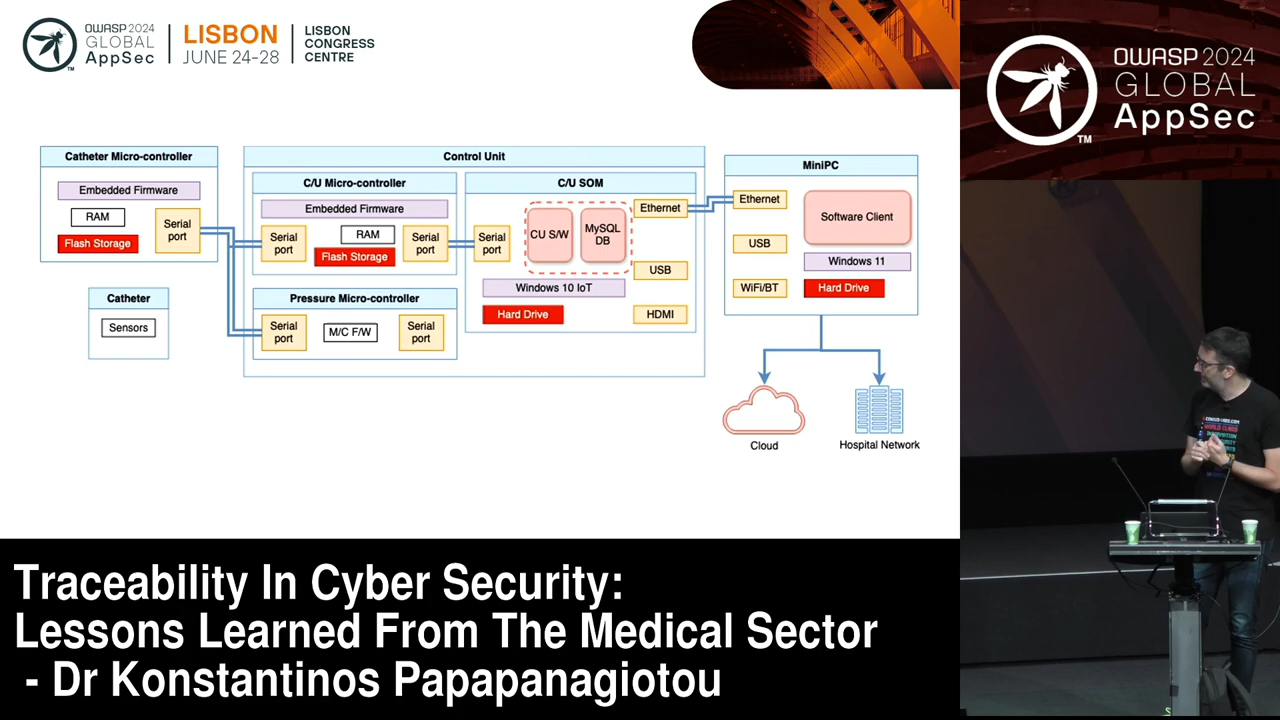 OWASP 2024
GLOBAL
AppSec
TM
LISBON
JUNE 24-28
LISBON
CONGRESS
CENTRE
OWASP 2024
GLOBAL
AppSec
TM
Catheter Micro-controller
Embedded Firmware
RAM
Flash Storage
Serial
port
Catheter
Sensors
Control Unit
C/U Micro-controller
Embedded Firmware
Serial
port
RAM
Flash Storage
Serial
port
Pressure Micro-controller
Serial
port
M/C F/W
Serial
port
C/U SOM
Serial
port
CU S/W
MySQL
DB
Ethernet
USB
HDMI
Windows 10 IoT
Hard Drive
MiniPC
Ethernet
USB
WiFi/BT
Software Client
Windows 11
Hard Drive
Cloud
Hospital Network
Traceability In Cyber Security:
Lessons Learned From The Medical Sector
- Dr Konstantinos Papapanagiotou